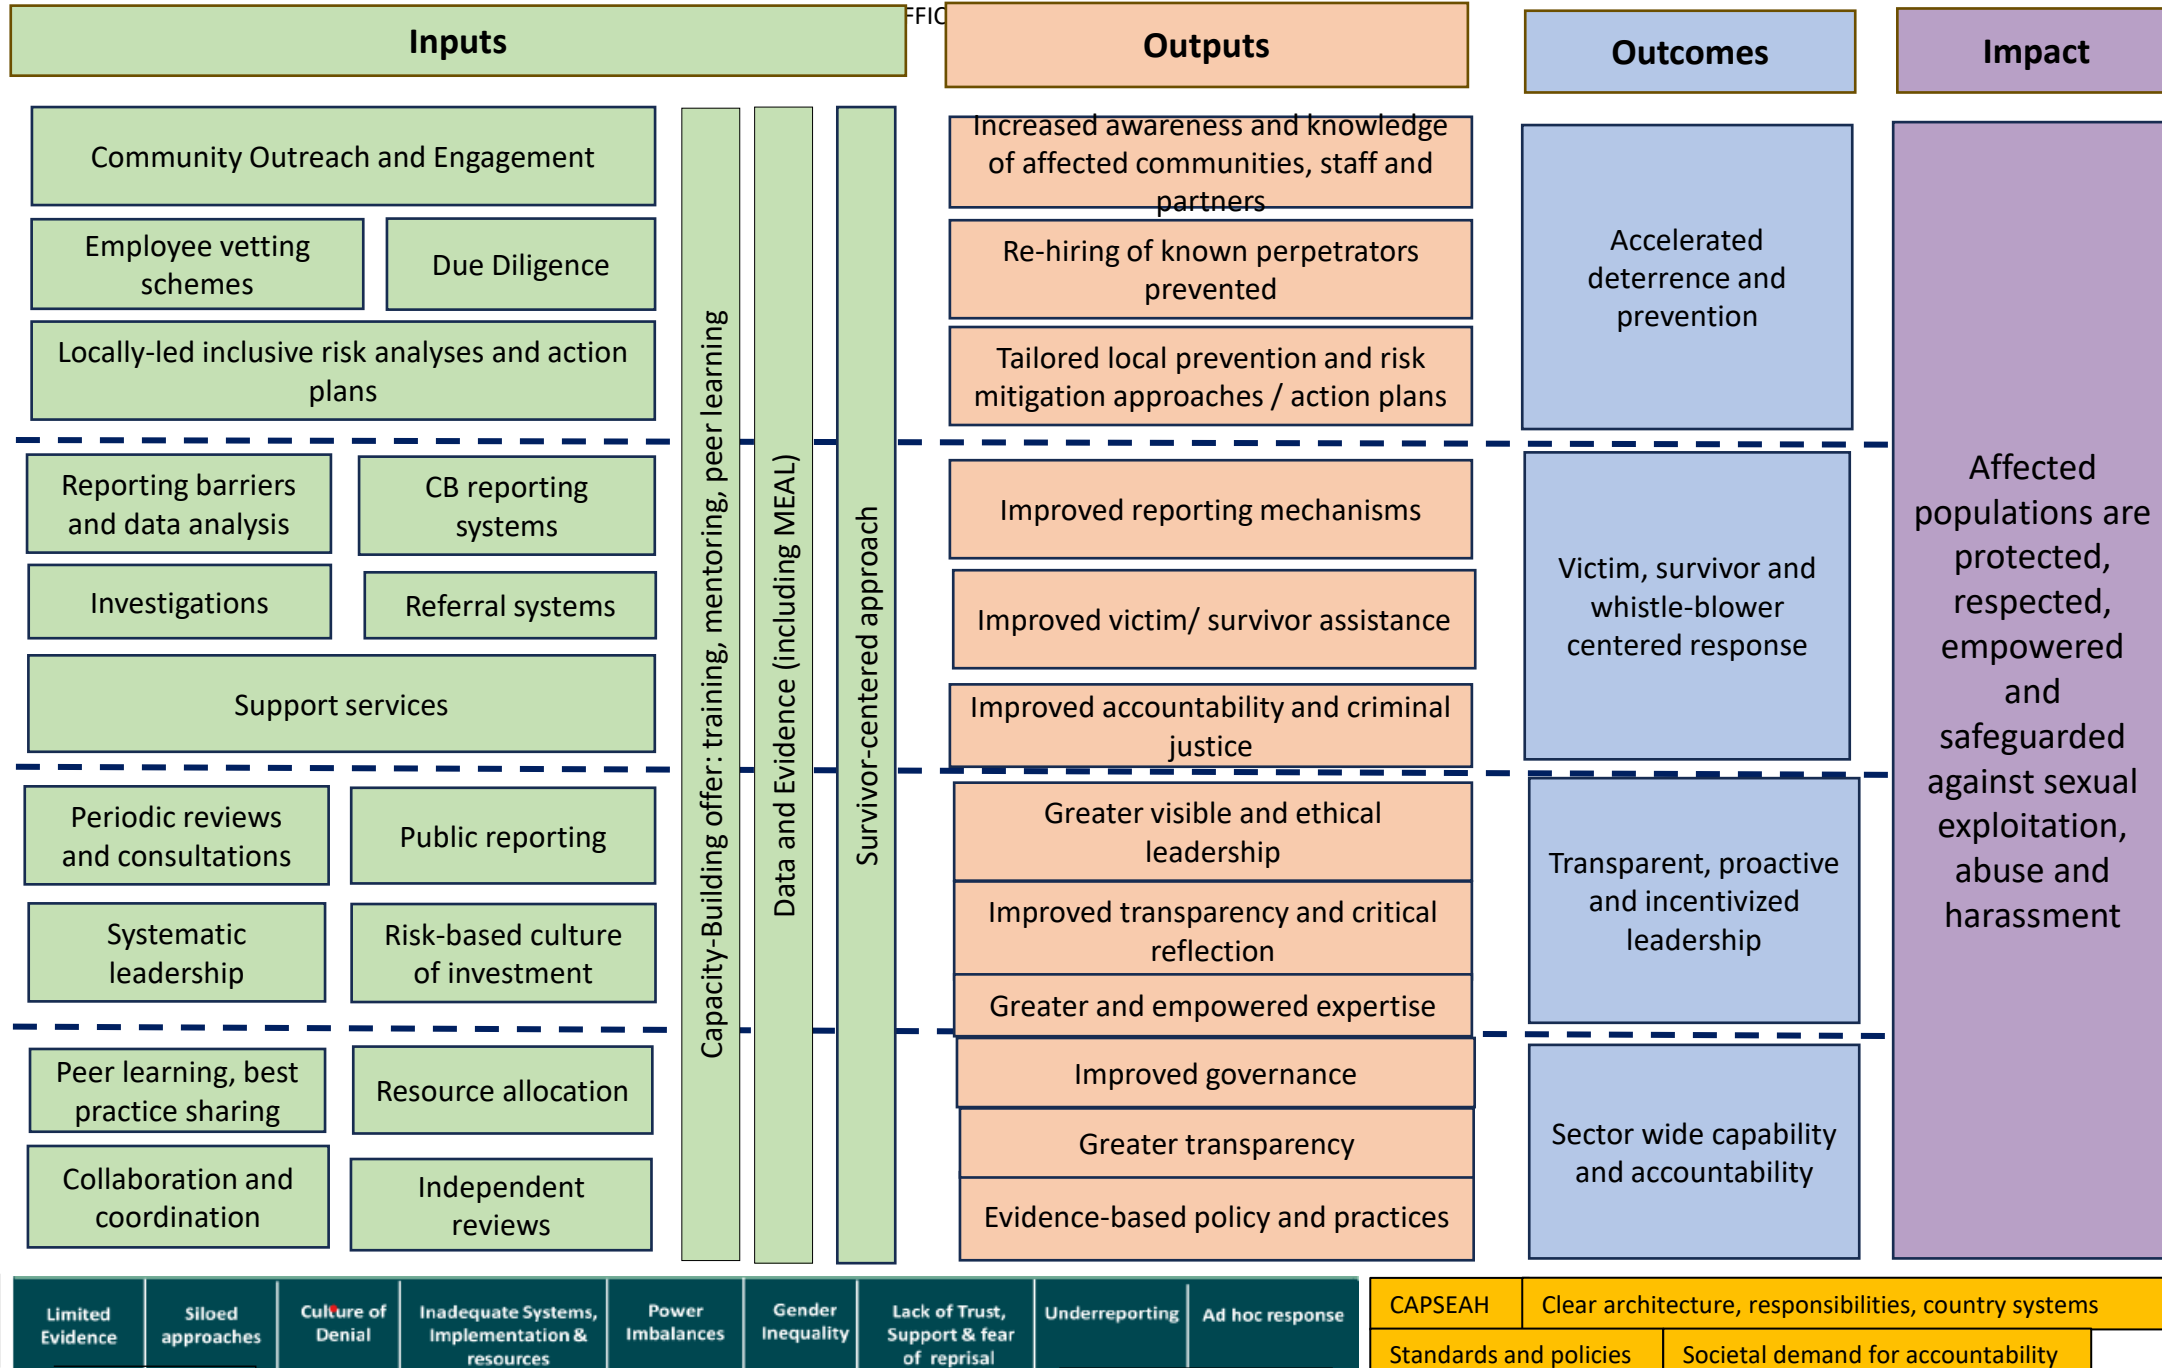 FFIC
Inputs
Outputs
Outcomes
Impact
Community Outreach and Engagement
Employee vetting
schemes
Due Diligence
Locally-led inclusive risk analyses and action
plans
Reporting barriers
and data analysis
CB reporting
systems
Investigations
Referral systems
Support services
Periodic reviews
and consultations
Public reporting
Systematic
leadership
Risk-based culture
of investment
Peer learning, best
practice sharing
Resource allocation
Collaboration and
coordination
Independent
reviews
Capacity-Building offer: training, mentoring, peer learning
Data and Evidence (including MEAL)
Survivor-centered approach
Increased awareness and knowledge
of affected communities, staff and
partners
Re-hiring of known perpetrators
prevented
Tailored local prevention and risk
mitigation approaches / action plans
Improved reporting mechanisms
Improved victim/ survivor assistance
Improved accountability and criminal
justice
Greater visible and ethical
leadership
Improved transparency and critical
reflection
Greater and empowered expertise
Improved governance
Greater transparency
Evidence-based policy and practices
Accelerated
deterrence and
prevention
Victim, survivor and
whistle-blower
centered response
Transparent, proactive
and incentivized
leadership
Sector wide capability
and accountability
Affected
populations are
protected,
respected,
empowered
and
safeguarded
against sexual
exploitation,
abuse and
harassment
Limited
Evidence
Siloed
approaches
Culture of
Denial
Inadequate Systems,
Implementation &
resources
Power
Imbalances
Gender
Inequality
Lack of Trust,
Support & fear
of reprisal
Underreporting
Ad hoc response
CAPSEAH
Clear architecture, responsibilities, country systems
Standards and policies
Societal demand for accountability